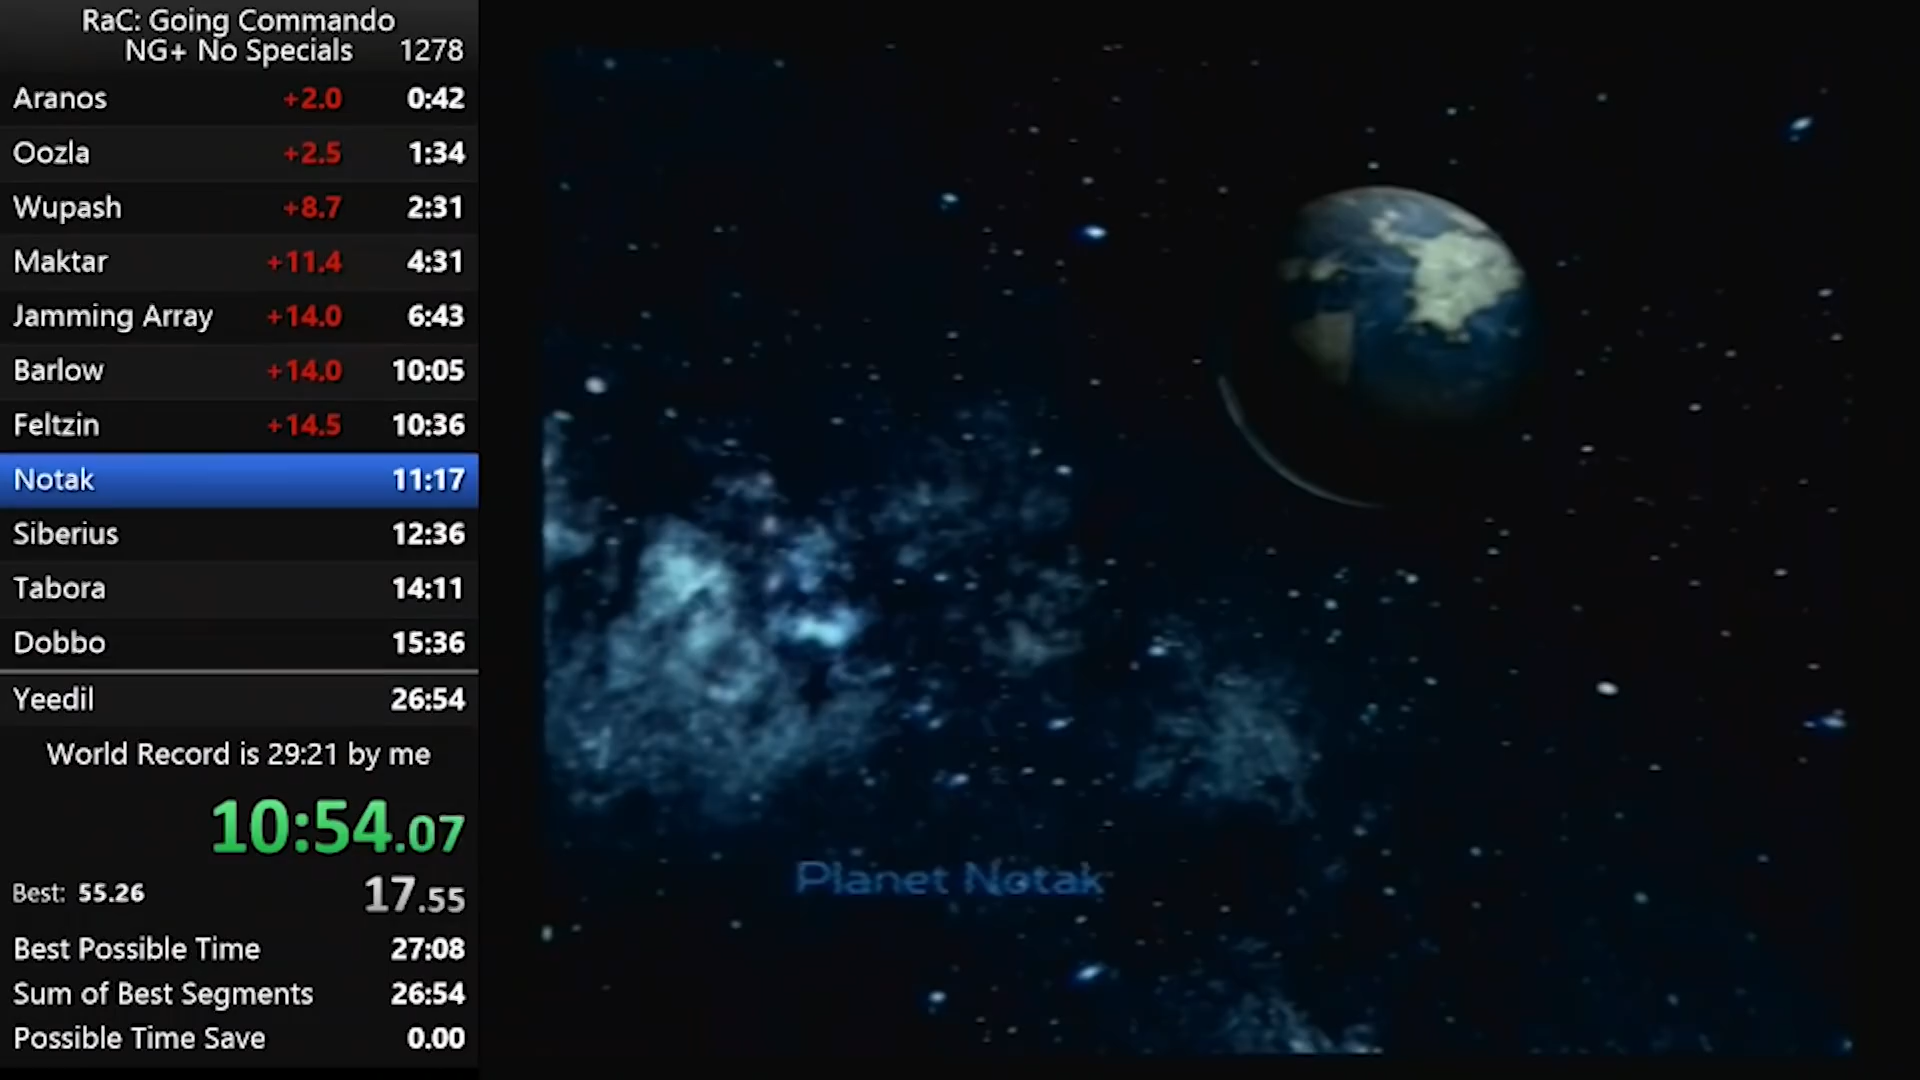 RaC: Going Commando
NG+ No Specials 1278
Aranos +2.0 0:42
Oozla +2.5 1:34
Wupash +8.7 2:31
Maktar +11.4 4:31
Jamming Array +14.0 6:43
Barlow +14.0 10:05
Feltzin +14.5 10:36
Notak 11:17
Siberius 12:36
Tabora 14:11
Dobbo 15:36
Yeedil 26:54
World Record is 29:21 by me
10:54.07
Best: 55.26 17.55
Planet Notak
Best Possible Time 27:08
Sum of Best Segments 26:54
Possible Time Save 0.00